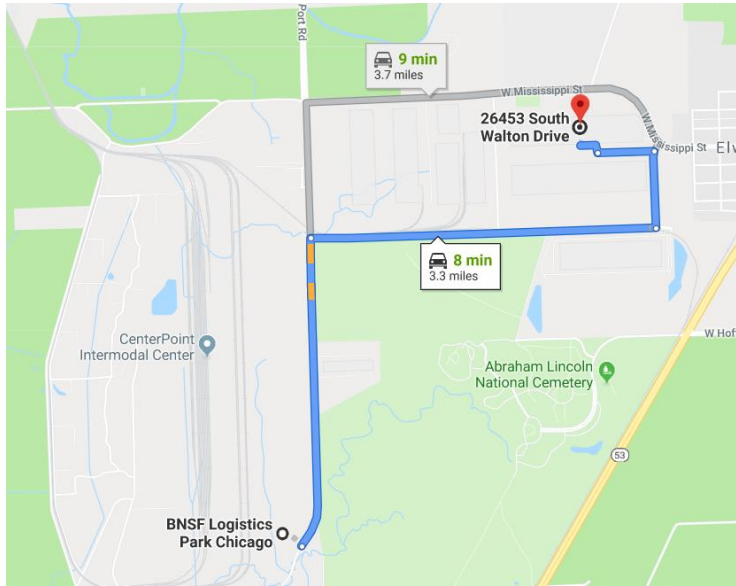 Port Rd
9 min
3.7 miles
W Mississippi St
26453 South
Walton Drive
W Mississippi St
Elw
8 min
3.3 miles
CenterPoint
Intermodal Center
W Hoff
Abraham Lincoln
National Cemetery
53
BNSF Logistics
Park Chicago